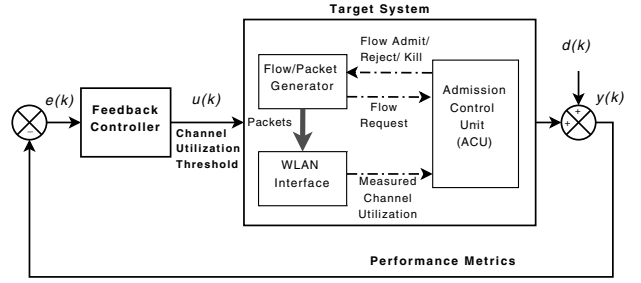 Target System
Flow Admit/
Reject/ Kill
d(k)
Flow/Packet
Generator
Admission
Control
Unit
(ACU)
e(k)
Feedback
Controller
u(k)
y(k)
Flow
Request
Packets
Channel
Utilization
Threshold
WLAN
Interface
Measured
Channel
Utilization
+
+
−
Performance Metrics